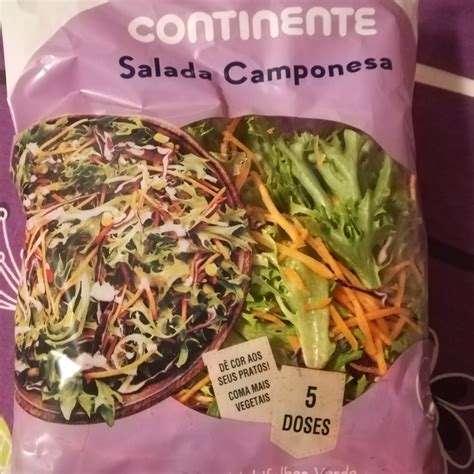 CONTINENTE
Salada Camponesa
DÊ COR AOS
SEUS PRATOS!
COMA MAIS
VEGETAIS
5
DOSES